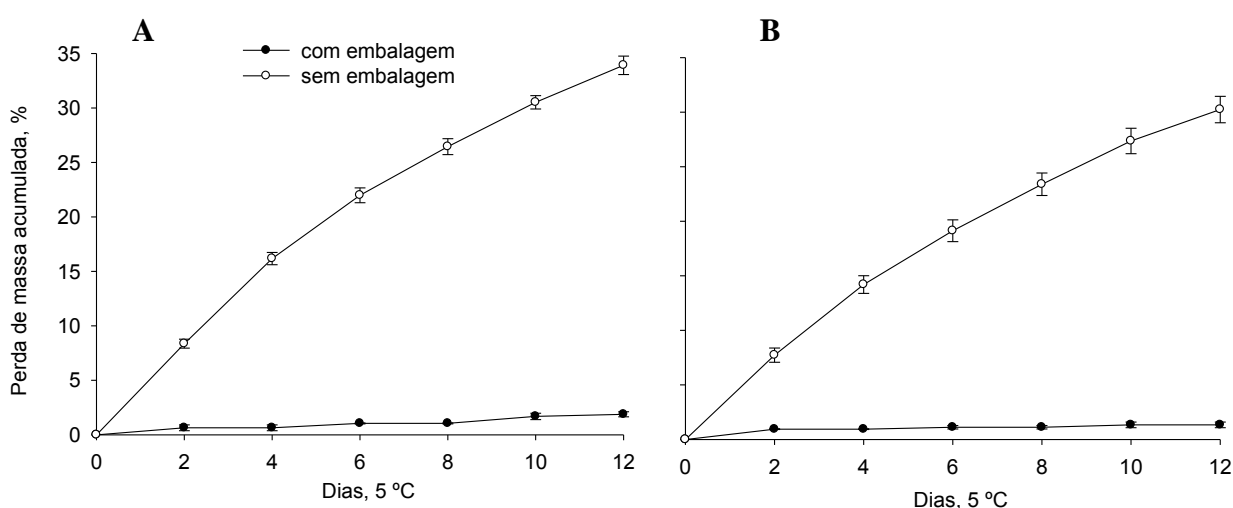 A
B
com embalagem
sem embalagem
Perda de massa acumulada, %
35
30
25
20
15
10
5
0
0 2 4 6 8 10 12
Dias, 5 ºC
0 2 4 6 8 10 12
Dias, 5 ºC